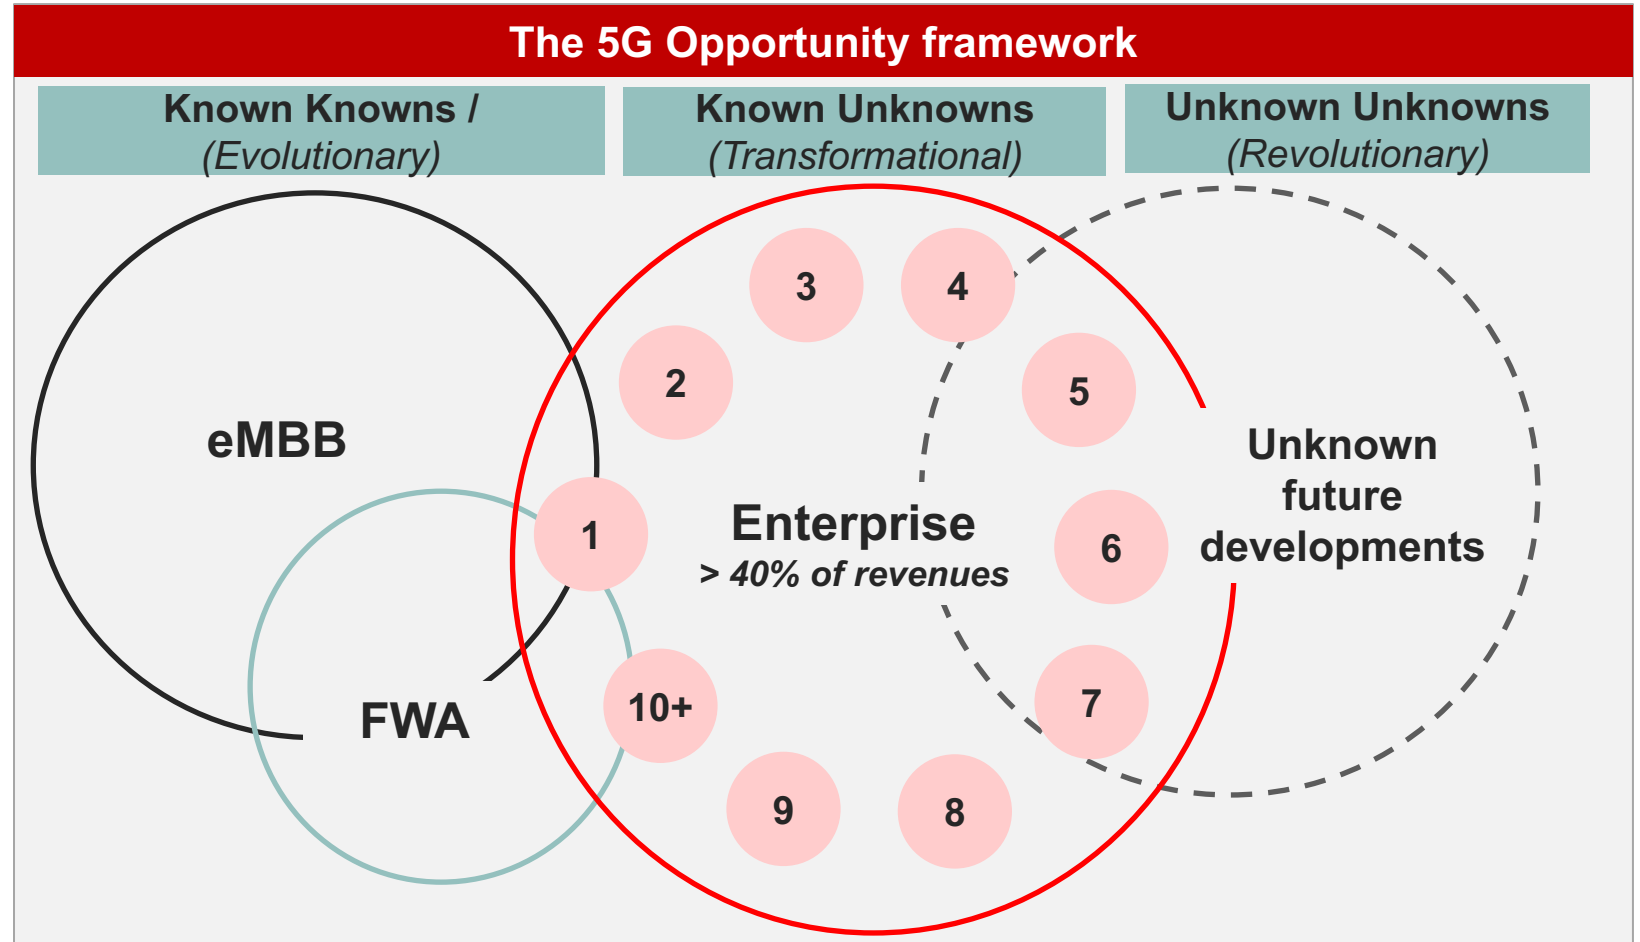 The 5G Opportunity framework
Known Knowns /
(Evolutionary)
Known Unknowns
(Transformational)
Unknown Unknowns
(Revolutionary)
eMBB
FWA
1
2
3
4
5
6
7
8
9
10+
Enterprise
> 40% of revenues
Unknown
future
developments